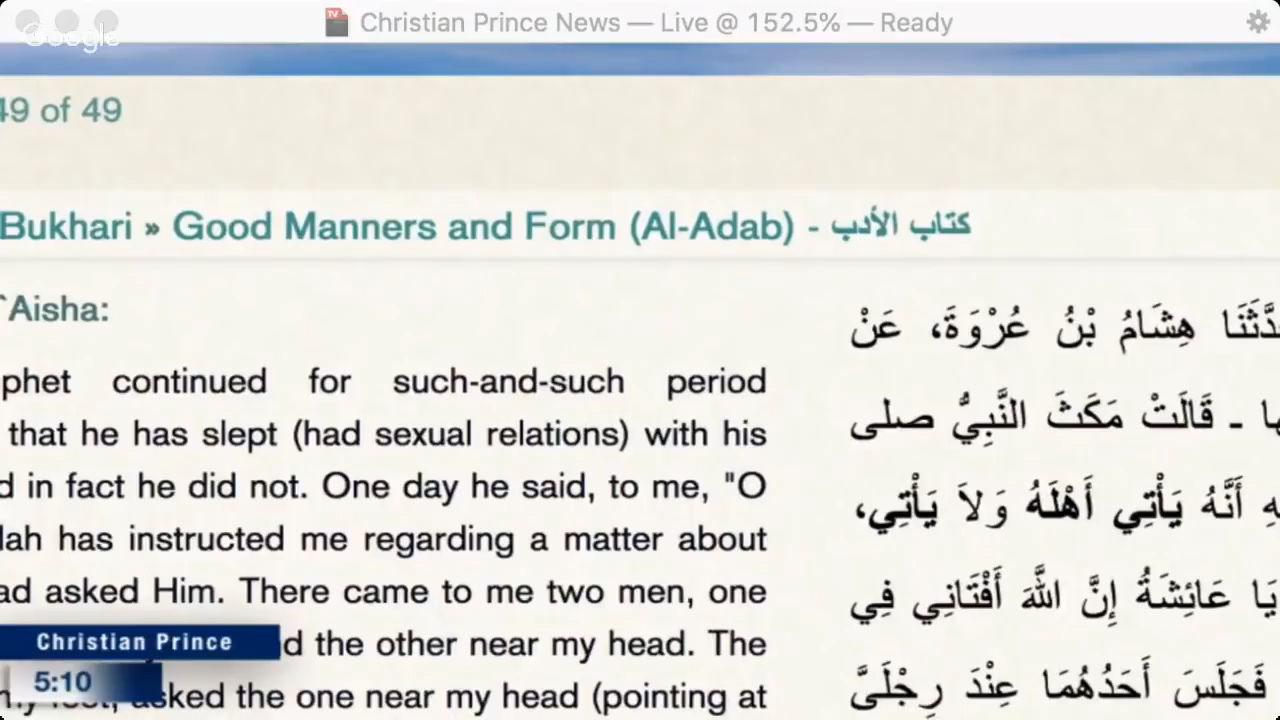 Christian Prince News — Live @ 152.5% — Ready
Google
49 of 49
Bukhari » Good Manners and Form (Al-Adab) - كتاب الأدب
`Aisha:
phet continued for such-and-such period
that he has slept (had sexual relations) with his
d in fact he did not. One day he said, to me, "O
lah has instructed me regarding a matter about
ad asked Him. There came to me two men, one
d the other near my head. The
asked the one near my head (pointing at
دَّثَنَا هِشَامُ بْنُ عُرْوَةَ، عَنْ
ها ـ قَالَتْ مَكَثَ النَّبِيُّ صلى
هِ أَنَّهُ يَأْتِي أَهْلَهُ وَلاَ يَأْتِي،
يَا عَائِشَةُ إِنَّ اللَّهَ أَفْتَانِي فِي
فَجَلَسَ أَحَدُهُمَا عِنْدَ رِجْلَىَّ
Christian Prince
5:10